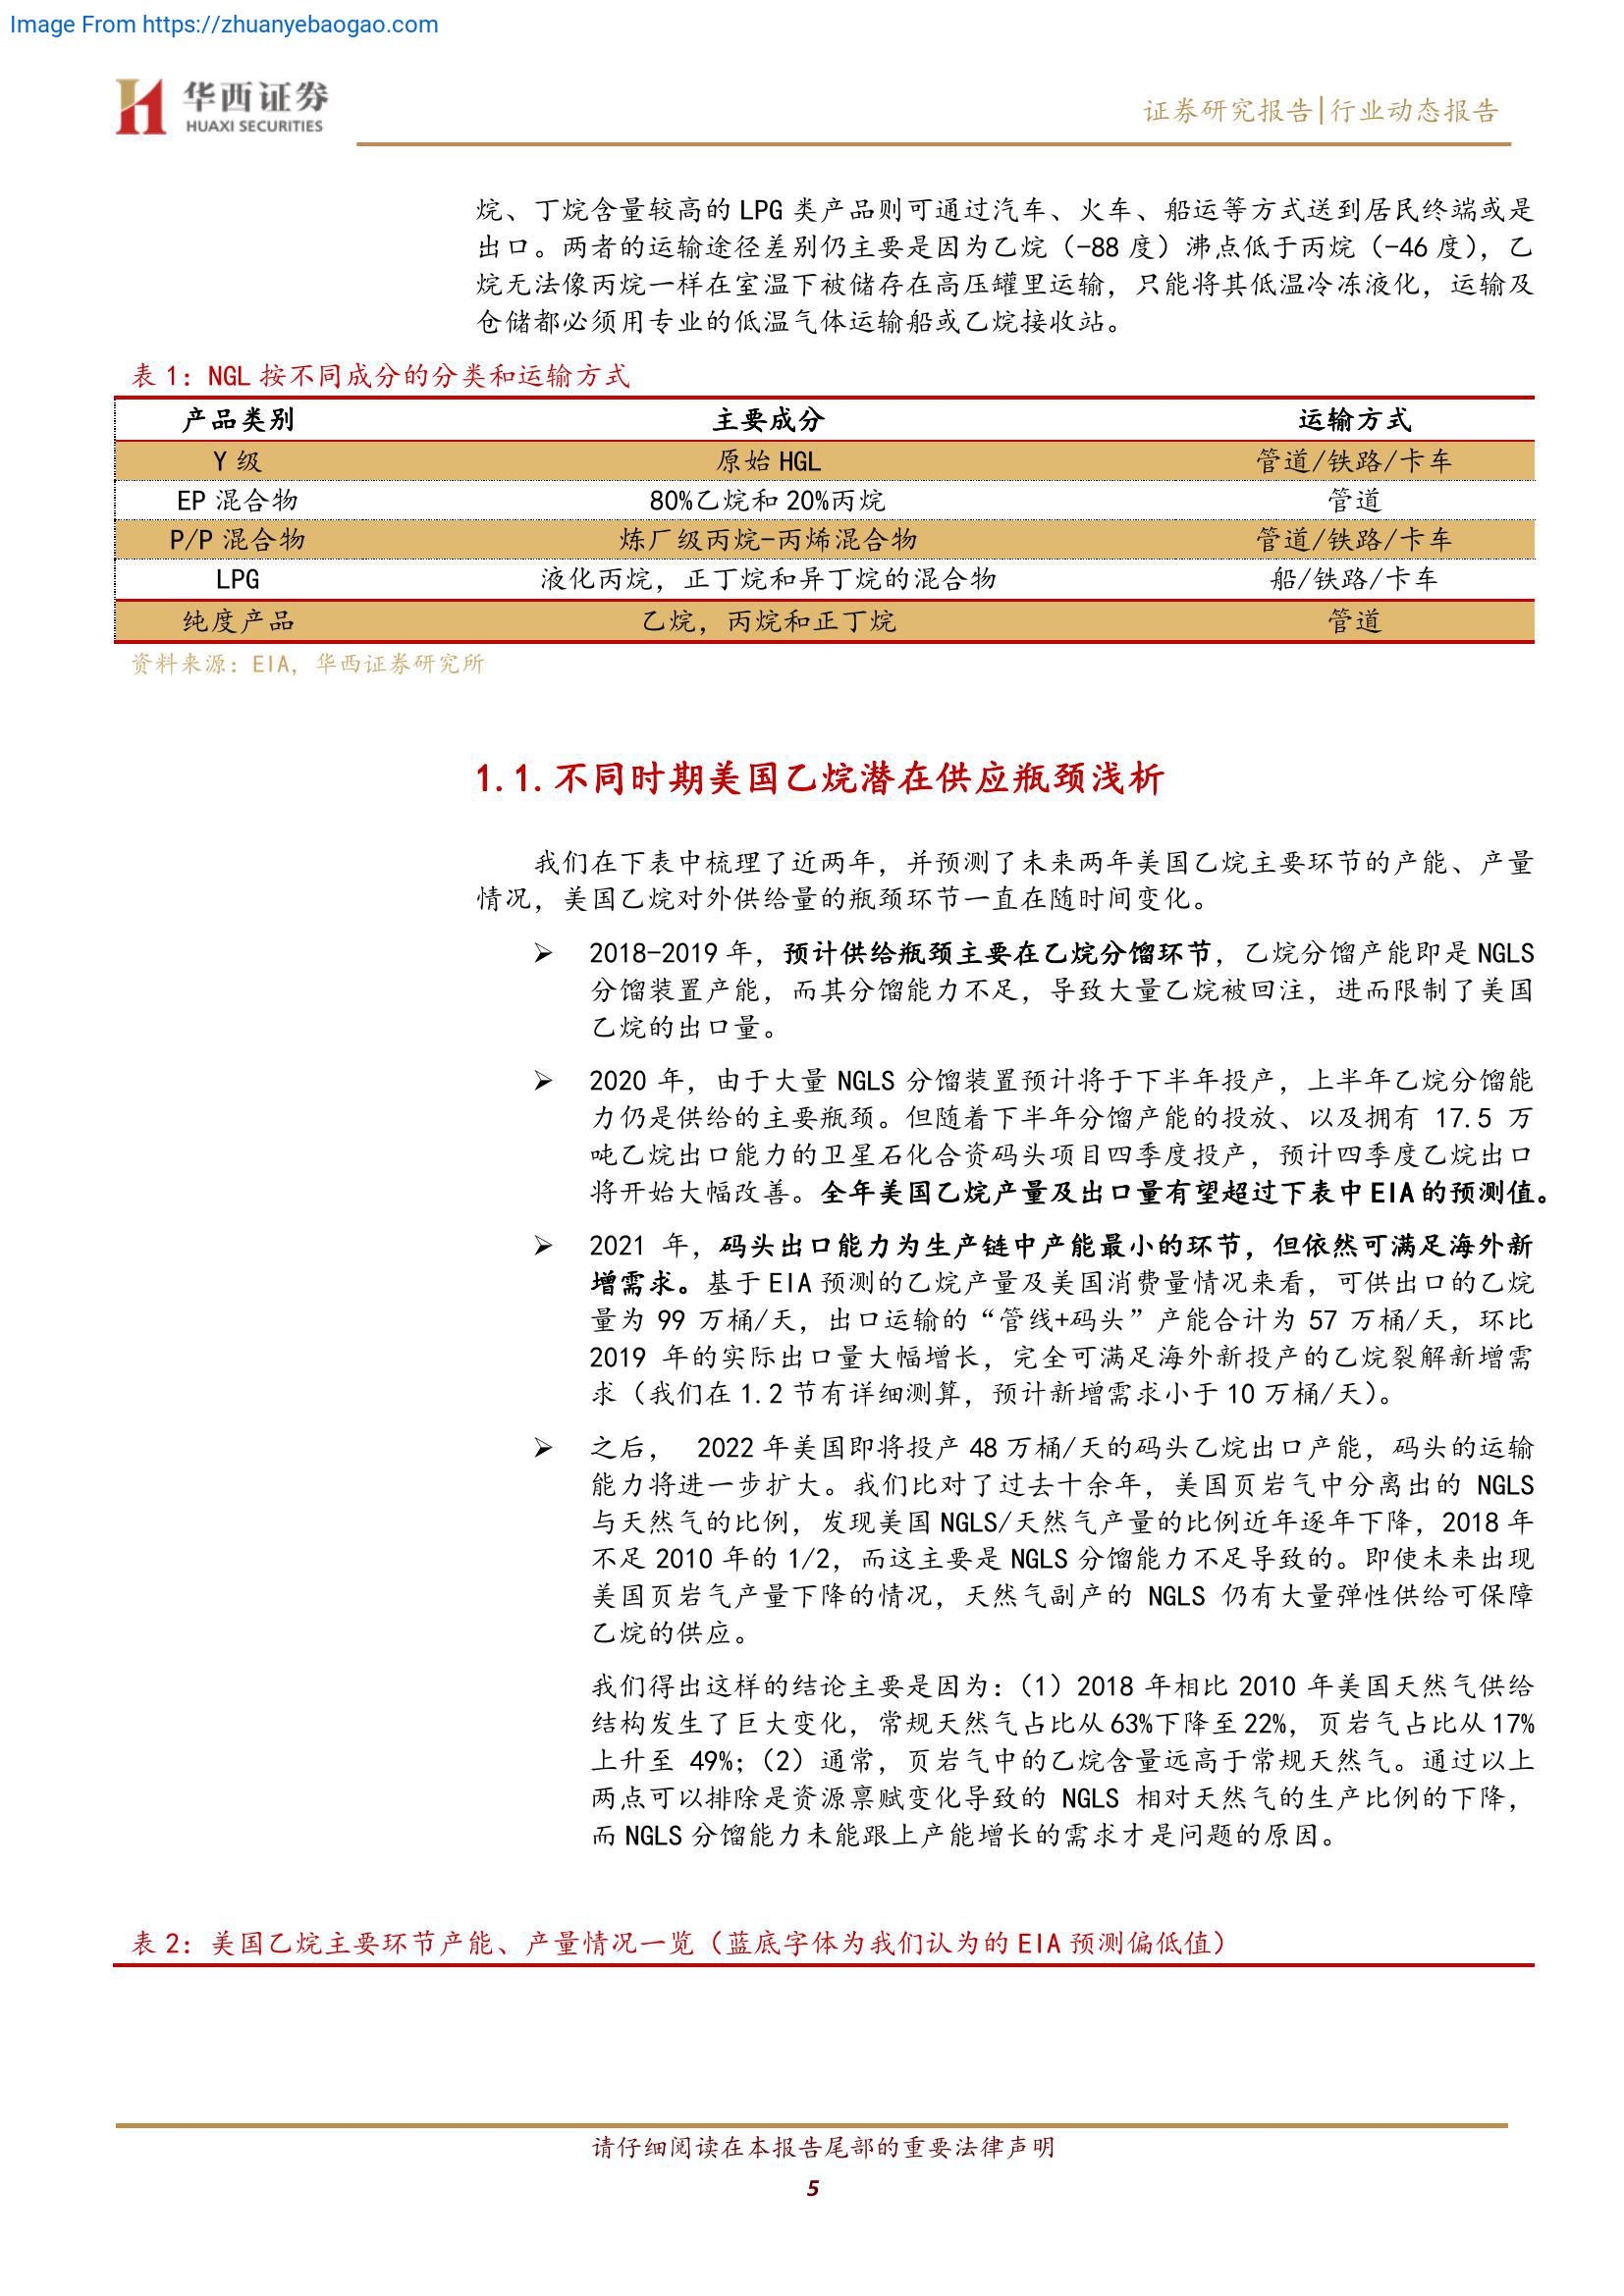 Image From https://zhuanyebaogao.com
华西证券
HUAXI SECURITIES
证券研究报告|行业动态报告
烷、丁烷含量较高的 LPG 类产品则可通过汽车、火车、船运等方式送到居民终端或是
出口。两者的运输途径差别仍主要是因为乙烷（-88 度）沸点低于丙烷（-46 度），乙
烷无法像丙烷一样在室温下被储存在高压罐里运输，只能将其低温冷冻液化，运输及
仓储都必须用专业的低温气体运输船或乙烷接收站。
表 1：NGL 按不同成分的分类和运输方式
产品类别 主要成分 运输方式
Y 级 原始 HGL 管道/铁路/卡车
EP 混合物 80%乙烷和 20%丙烷 管道
P/P 混合物 炼厂级丙烷-丙烯混合物 管道/铁路/卡车
LPG 液化丙烷，正丁烷和异丁烷的混合物 船/铁路/卡车
纯度产品 乙烷，丙烷和正丁烷 管道
资料来源：EIA，华西证券研究所
1.1.不同时期美国乙烷潜在供应瓶颈浅析
我们在下表中梳理了近两年，并预测了未来两年美国乙烷主要环节的产能、产量
情况，美国乙烷对外供给量的瓶颈环节一直在随时间变化。
➢ 2018-2019 年，预计供给瓶颈主要在乙烷分馏环节，乙烷分馏产能即是 NGLS
分馏装置产能，而其分馏能力不足，导致大量乙烷被回注，进而限制了美国
乙烷的出口量。
➢ 2020 年，由于大量 NGLS 分馏装置预计将于下半年投产，上半年乙烷分馏能
力仍是供给的主要瓶颈。但随着下半年分馏产能的投放、以及拥有 17.5 万
吨乙烷出口能力的卫星石化合资码头项目四季度投产，预计四季度乙烷出口
将开始大幅改善。全年美国乙烷产量及出口量有望超过下表中 EIA 的预测值。
➢ 2021 年，码头出口能力为生产链中产能最小的环节，但依然可满足海外新
增需求。基于 EIA 预测的乙烷产量及美国消费量情况来看，可供出口的乙烷
量为 99 万桶/天，出口运输的“管线+码头”产能合计为 57 万桶/天，环比
2019 年的实际出口量大幅增长，完全可满足海外新投产的乙烷裂解新增需
求（我们在 1.2 节有详细测算，预计新增需求小于 10 万桶/天）。
➢ 之后， 2022 年美国即将投产 48 万桶/天的码头乙烷出口产能，码头的运输
能力将进一步扩大。我们比对了过去十余年，美国页岩气中分离出的 NGLS
与天然气的比例，发现美国 NGLS/天然气产量的比例近年逐年下降，2018 年
不足 2010 年的 1/2，而这主要是 NGLS 分馏能力不足导致的。即使未来出现
美国页岩气产量下降的情况，天然气副产的 NGLS 仍有大量弹性供给可保障
乙烷的供应。
我们得出这样的结论主要是因为：（1）2018 年相比 2010 年美国天然气供给
结构发生了巨大变化，常规天然气占比从 63%下降至 22%，页岩气占比从 17%
上升至 49%；（2）通常，页岩气中的乙烷含量远高于常规天然气。通过以上
两点可以排除是资源禀赋变化导致的 NGLS 相对天然气的生产比例的下降，
而 NGLS 分馏能力未能跟上产能增长的需求才是问题的原因。
表 2：美国乙烷主要环节产能、产量情况一览（蓝底字体为我们认为的 EIA 预测偏低值）
请仔细阅读在本报告尾部的重要法律声明
5